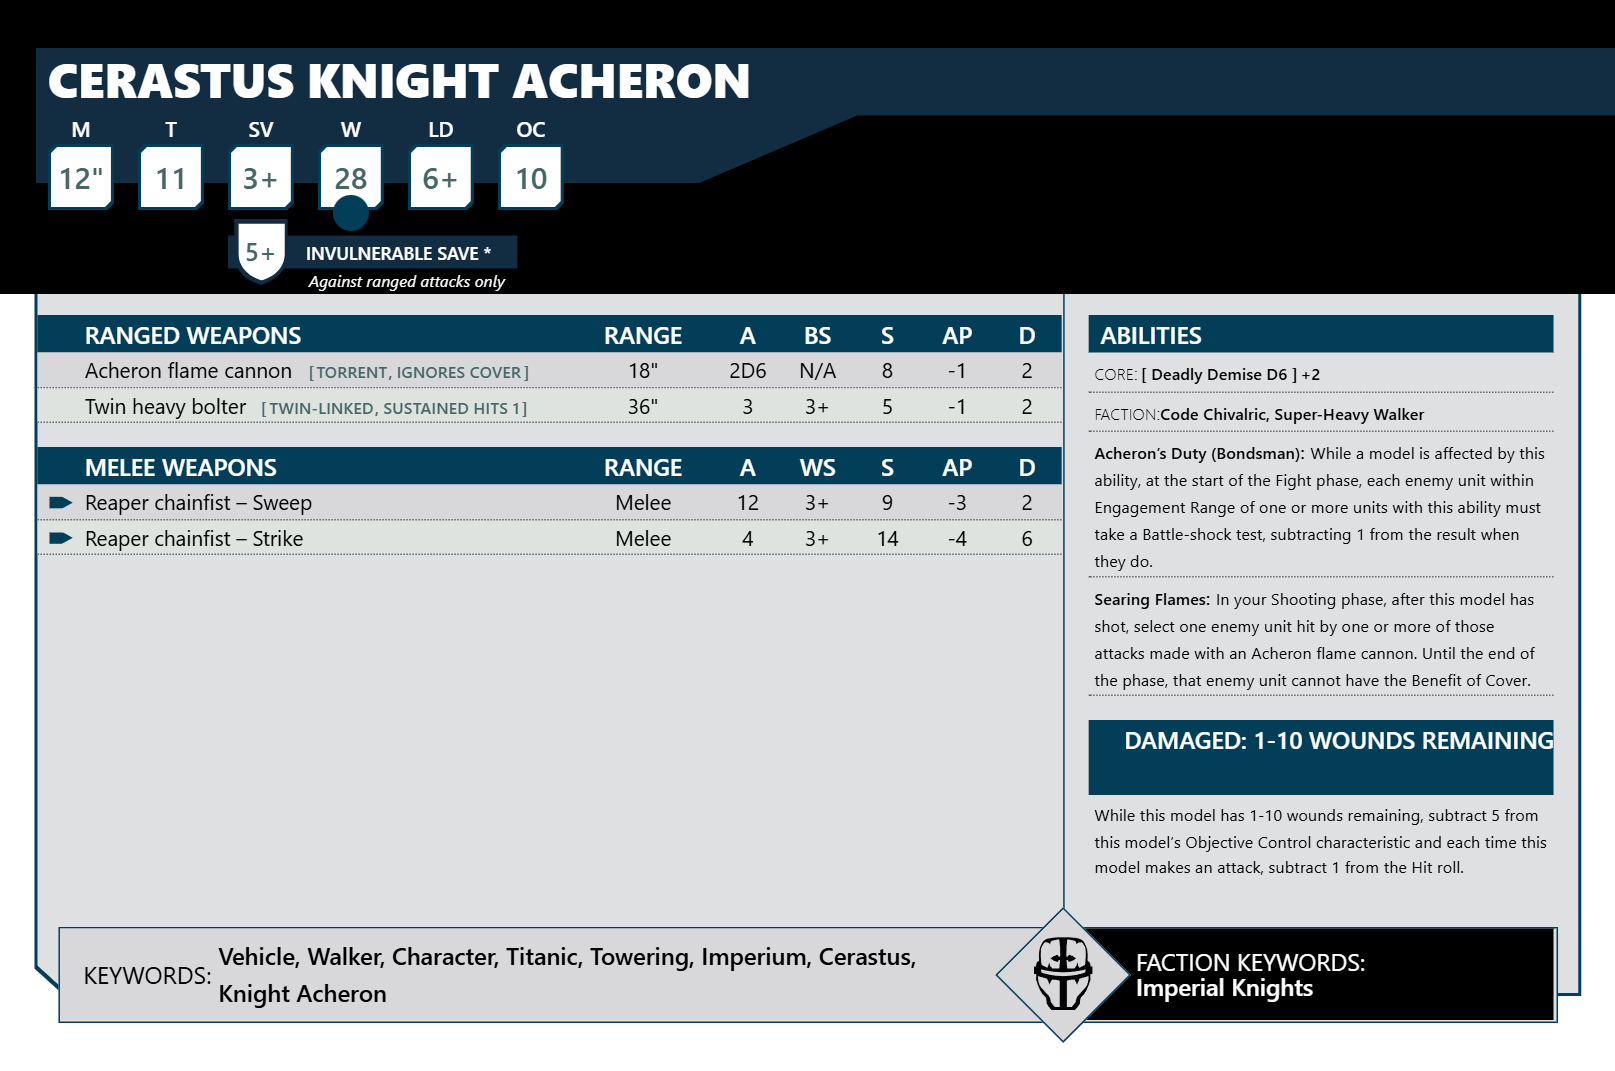 CERASTUS KNIGHT ACHERON
M T SV W LD OC
12" 11 3+ 28 6+ 10
5+ INVULNERABLE SAVE *
Against ranged attacks only
RANGED WEAPONS RANGE A BS S AP D
Acheron flame cannon [TORRENT, IGNORES COVER] 18" 2D6 N/A 8 -1 2
Twin heavy bolter [TWIN-LINKED, SUSTAINED HITS 1] 36" 3 3+ 5 -1 2
MELEE WEAPONS RANGE A WS S AP D
Reaper chainfist – Sweep Melee 12 3+ 9 -3 2
Reaper chainfist – Strike Melee 4 3+ 14 -4 6
ABILITIES
CORE: [ Deadly Demise D6 ] +2
FACTION:Code Chivalric, Super-Heavy Walker
Acheron's Duty (Bondsman): While a model is affected by this
ability, at the start of the Fight phase, each enemy unit within
Engagement Range of one or more units with this ability must
take a Battle-shock test, subtracting 1 from the result when
they do.
Searing Flames: In your Shooting phase, after this model has
shot, select one enemy unit hit by one or more of those
attacks made with an Acheron flame cannon. Until the end of
the phase, that enemy unit cannot have the Benefit of Cover.
DAMAGED: 1-10 WOUNDS REMAINING
While this model has 1-10 wounds remaining, subtract 5 from
this model's Objective Control characteristic and each time this
model makes an attack, subtract 1 from the Hit roll.
KEYWORDS: Vehicle, Walker, Character, Titanic, Towering, Imperium, Cerastus,
Knight Acheron
FACTION KEYWORDS:
Imperial Knights